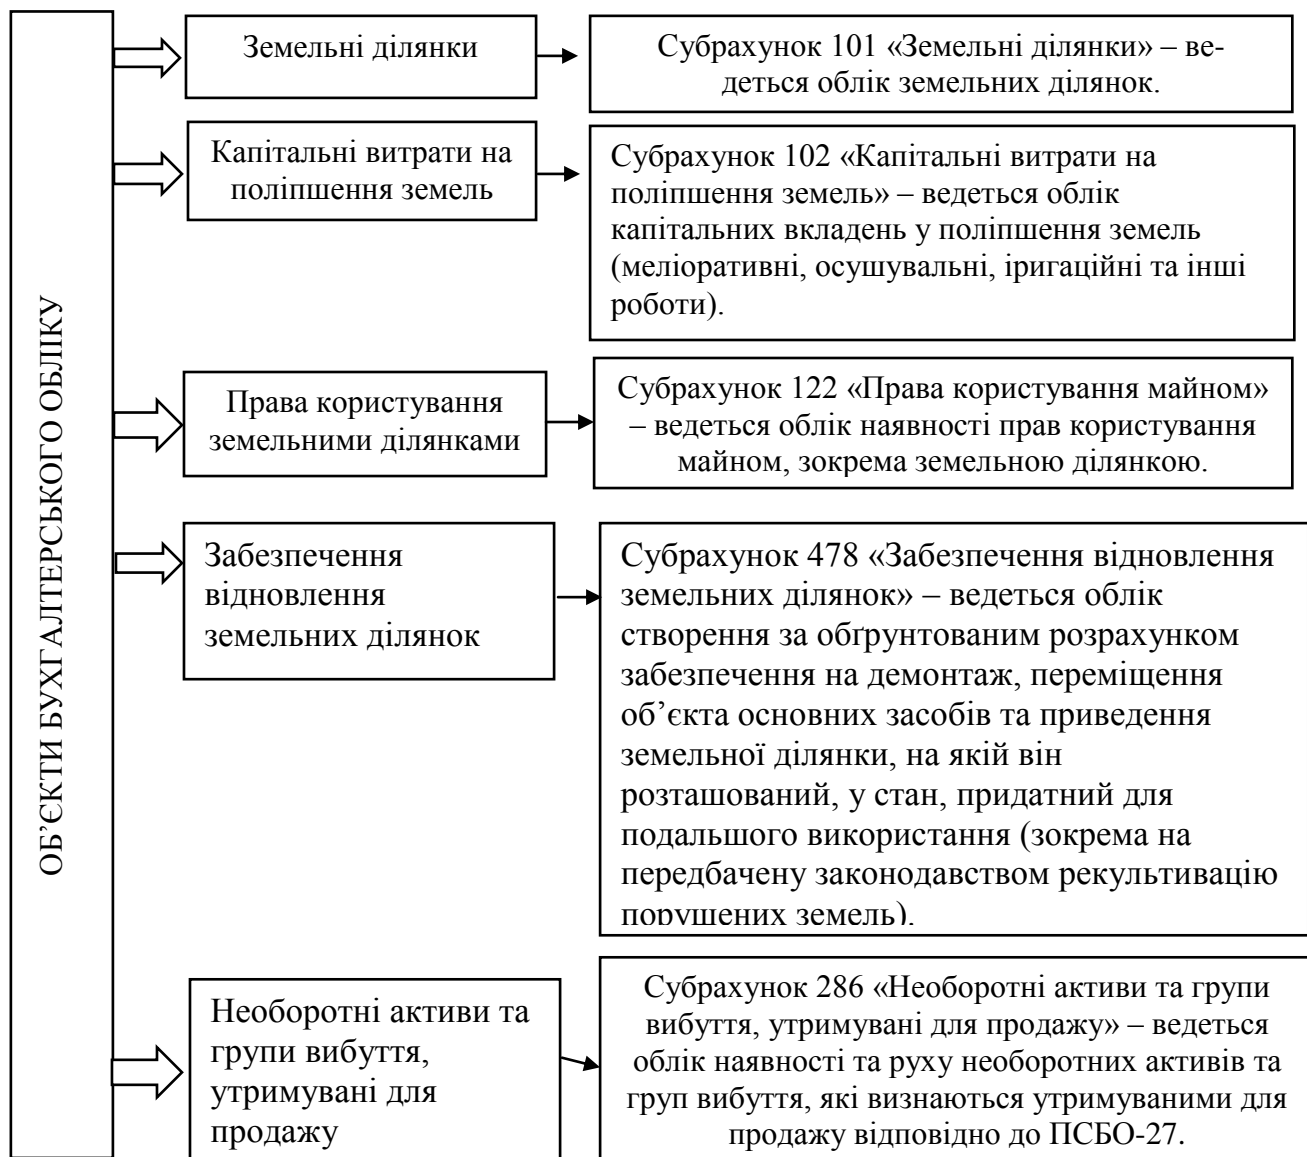 ОБ’ЄКТИ БУХГАЛТЕРСЬКОГО ОБЛІКУ
Земельні ділянки
Субрахунок 101 «Земельні ділянки» – ве-
деться облік земельних ділянок.
Капітальні витрати на
поліпшення земель
Субрахунок 102 «Капітальні витрати на
поліпшення земель» – ведеться облік
капітальних вкладень у поліпшення земель
(меліоративні, осушувальні, іригаційні та інші
роботи).
Права користування
земельними ділянками
Субрахунок 122 «Права користування майном»
– ведеться облік наявності прав користування
майном, зокрема земельною ділянкою.
Забезпечення
відновлення
земельних ділянок
Субрахунок 478 «Забезпечення відновлення
земельних ділянок» – ведеться облік
створення за обґрунтованим розрахунком
забезпечення на демонтаж, переміщення
об’єкта основних засобів та приведення
земельної ділянки, на якій він
розташований, у стан, придатний для
подальшого використання (зокрема на
передбачену законодавством рекультивацію
порушених земель).
Необоротні активи та
групи вибуття,
утримувані для
продажу
Субрахунок 286 «Необоротні активи та групи
вибуття, утримувані для продажу» – ведеться
облік наявності та руху необоротних активів та
груп вибуття, які визнаються утримуваними для
продажу відповідно до ПСБО-27.